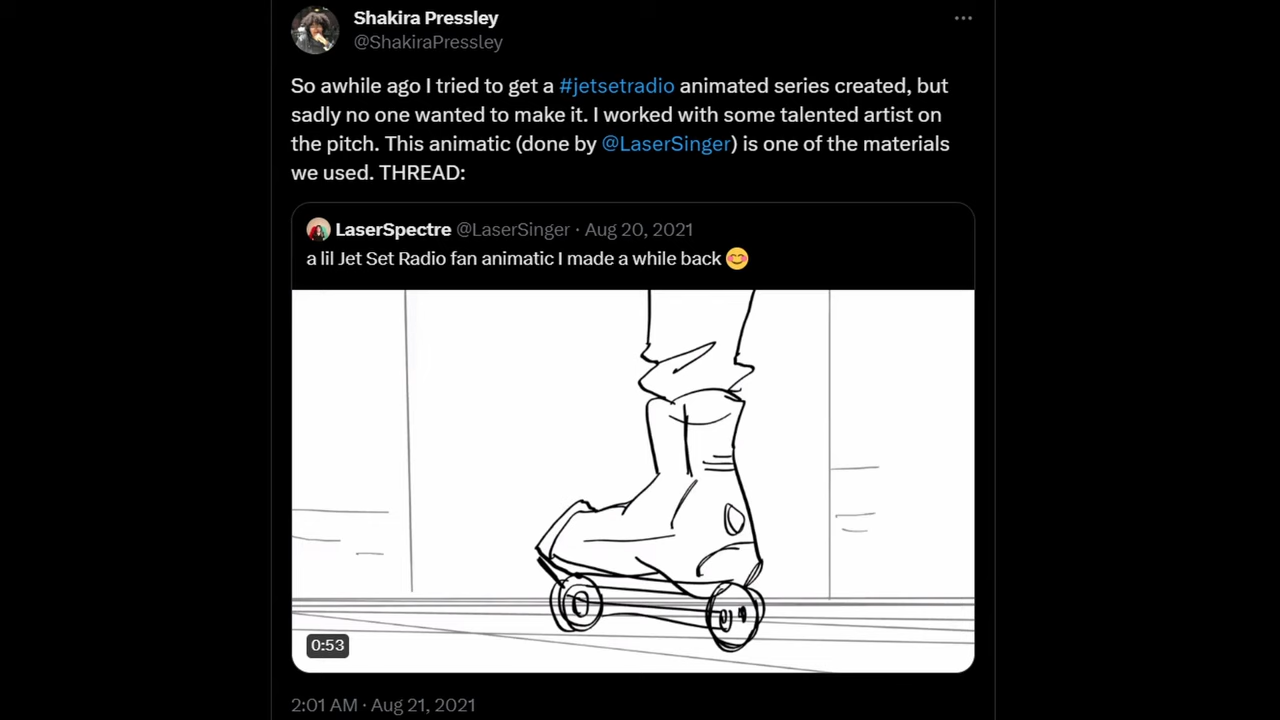 Shakira Pressley
@ShakiraPressley
So awhile ago I tried to get a #jetsetradio animated series created, but
sadly no one wanted to make it. I worked with some talented artist on
the pitch. This animatic (done by @LaserSinger) is one of the materials
we used. THREAD:
LaserSpectre @LaserSinger · Aug 20, 2021
a lil Jet Set Radio fan animatic I made a while back 😊
0:53
2:01 AM · Aug 21, 2021